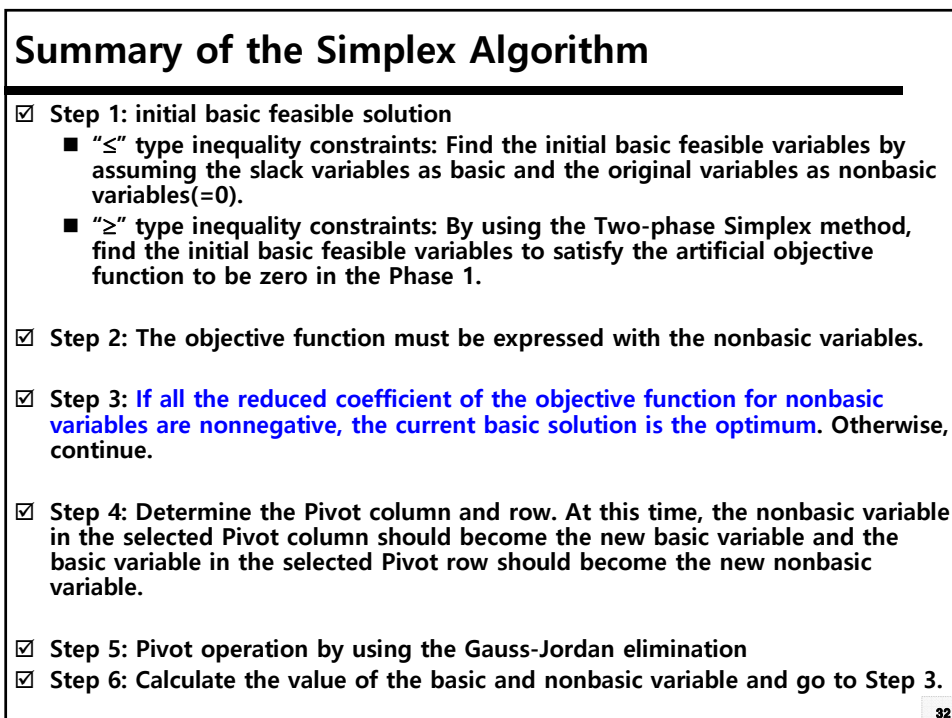 Summary of the Simplex Algorithm
☑ Step 1: initial basic feasible solution
■ “≤” type inequality constraints: Find the initial basic feasible variables by
assuming the slack variables as basic and the original variables as nonbasic
variables(=0).
■ “≥” type inequality constraints: By using the Two-phase Simplex method,
find the initial basic feasible variables to satisfy the artificial objective
function to be zero in the Phase 1.
☑ Step 2: The objective function must be expressed with the nonbasic variables.
☑ Step 3: If all the reduced coefficient of the objective function for nonbasic
variables are nonnegative, the current basic solution is the optimum. Otherwise,
continue.
☑ Step 4: Determine the Pivot column and row. At this time, the nonbasic variable
in the selected Pivot column should become the new basic variable and the
basic variable in the selected Pivot row should become the new nonbasic
variable.
☑ Step 5: Pivot operation by using the Gauss-Jordan elimination
☑ Step 6: Calculate the value of the basic and nonbasic variable and go to Step 3.
32